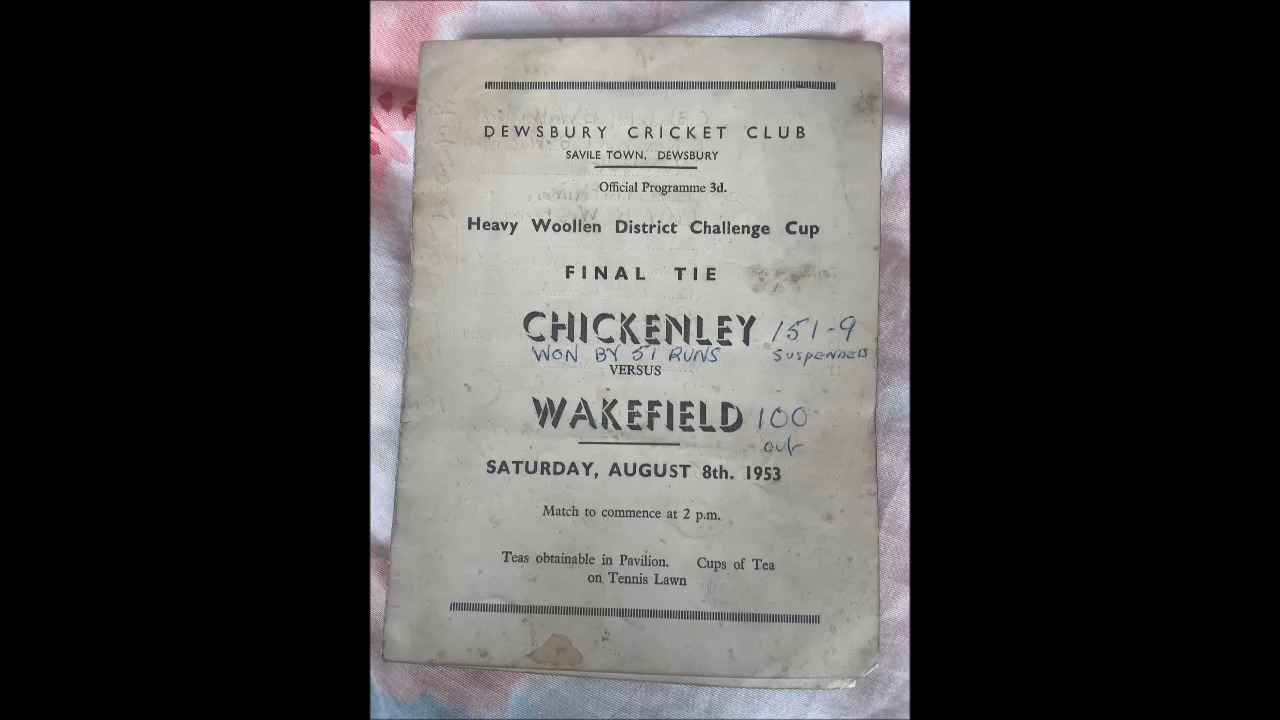 DEWSBURY CRICKET CLUB
SAVILE TOWN, DEWSBURY
Official Programme 3d.
Heavy Woollen District Challenge Cup
FINAL TIE
CHICKENLEY 151-9
WON BY 51 RUNS SUSPENDED
VERSUS
WAKEFIELD 100
out
SATURDAY, AUGUST 8th. 1953
Match to commence at 2 p.m.
Teas obtainable in Pavilion. Cups of Tea
on Tennis Lawn